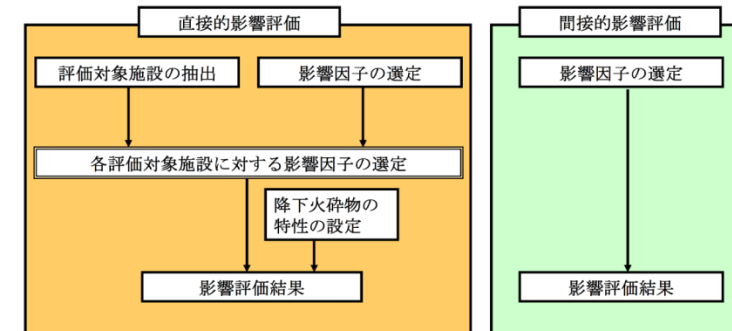 直接的影響評価
評価対象施設の抽出
影響因子の選定
各評価対象施設に対する影響因子の選定
降下火砕物の
特性の設定
影響評価結果
間接的影響評価
影響因子の選定
影響評価結果